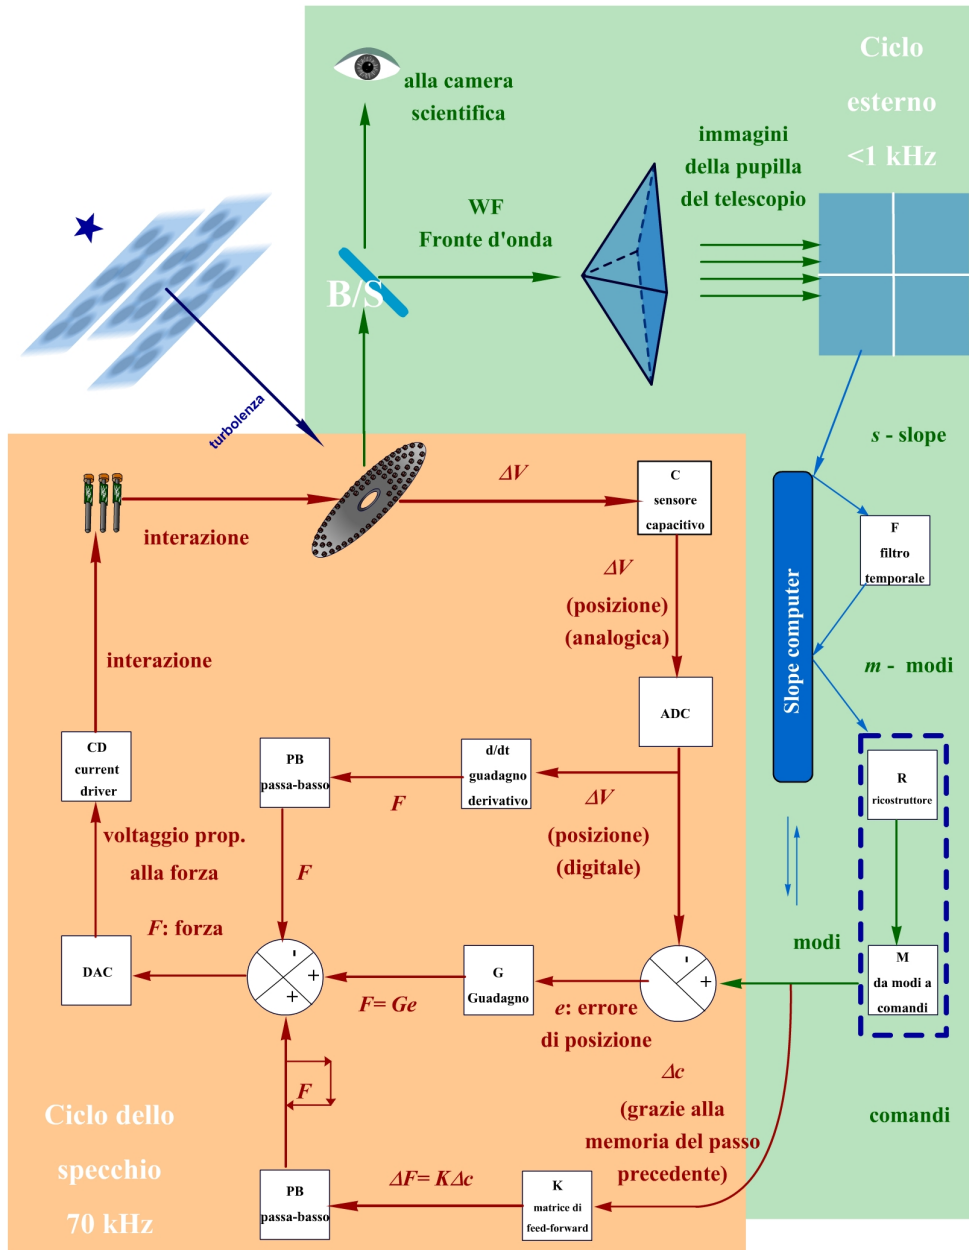 Ciclo
esterno
<1 kHz
alla camera
scientifica
immagini
della pupilla
del telescopio
WF
Fronte d'onda
B/S
turbolenza
s - slope
F
filtro
temporale
Slope computer
m - modi
R
ricostruttore
modi
M
da modi a
comandi
comandi
ΔV
C
sensore
capacitivo
interazione
ΔV
(posizione)
(analogica)
interazione
ADC
CD
current
driver
PB
passa-basso
d/dt
guadagno
derivativo
F
ΔV
(posizione)
(digitale)
voltaggio prop.
alla forza
F
F: forza
DAC
-
+
+
G
Guadagno
-
+
F= Ge
e: errore
di posizione
F
Δc
(grazie alla
memoria del passo
precedente)
Ciclo dello
specchio
70 kHz
PB
passa-basso
ΔF= KΔc
K
matrice di
feed-forward